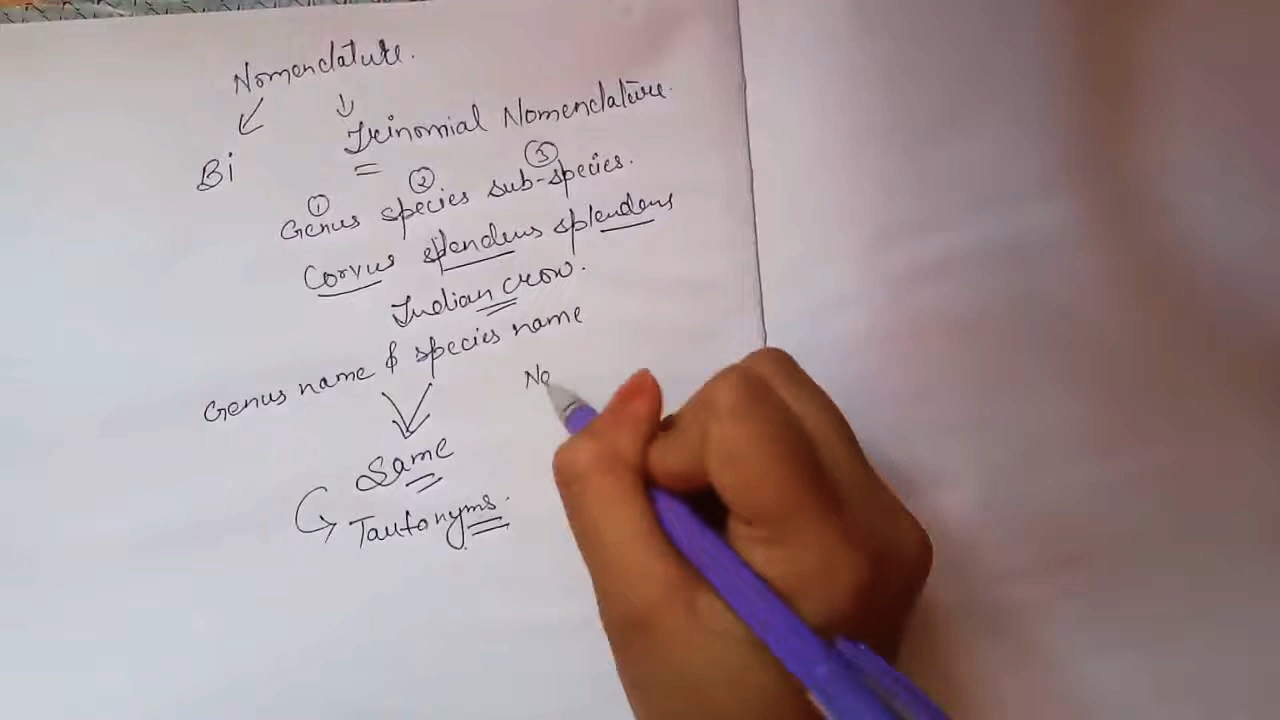 Nomenclature.
Trinomial Nomenclature.
Bi
① ② ③
Genus species sub-species.
Corvus splendens splendens
Indian crow.
Genus name & species name
No
Same
Tautonyms.